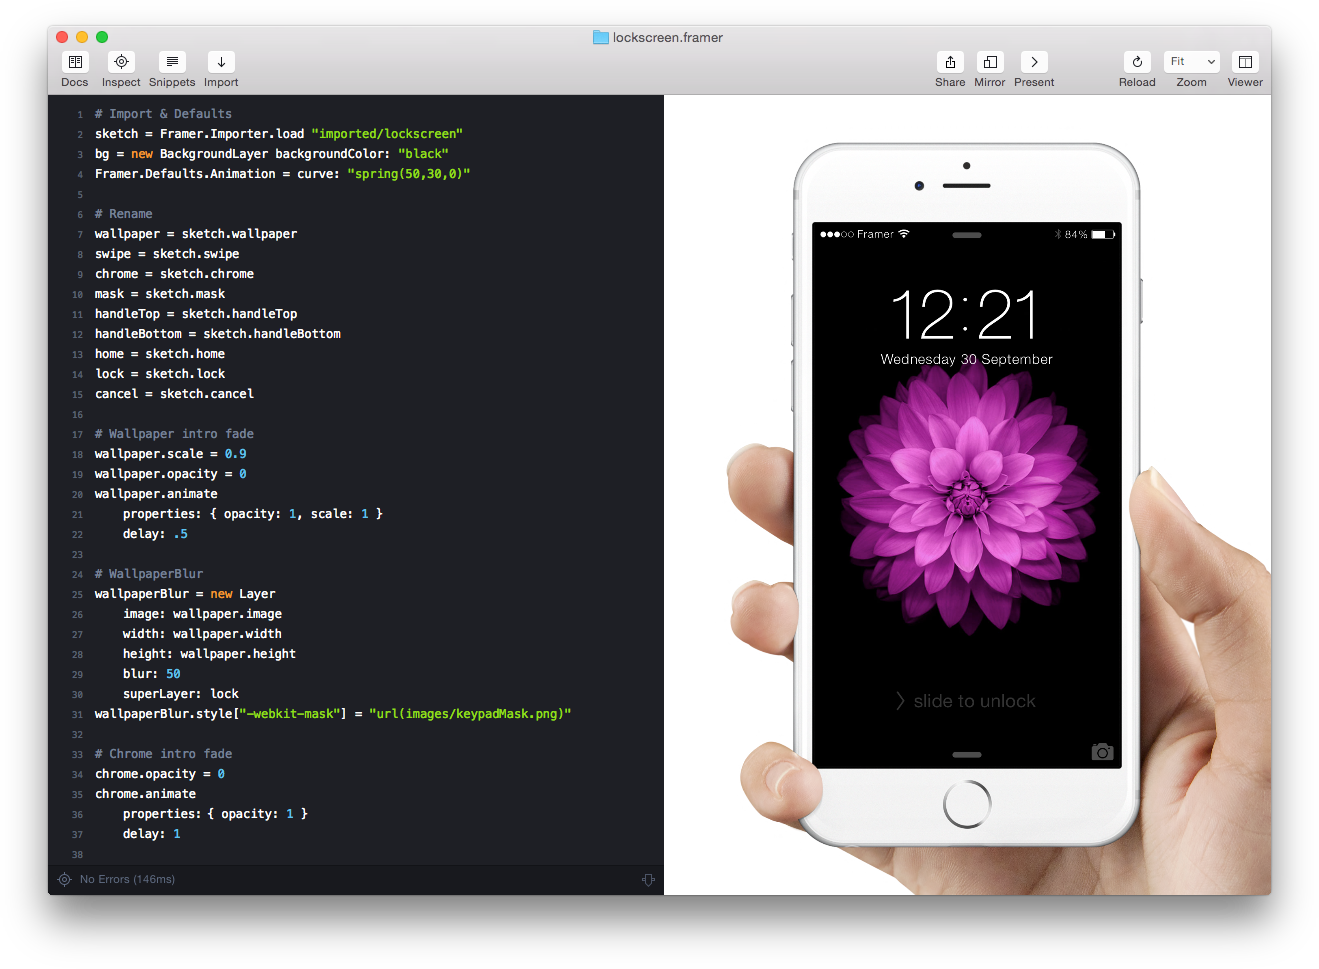 lockscreen.framer
Docs Inspect Snippets Import Share Mirror Present Reload Fit Zoom Viewer
1 # Import & Defaults
2 sketch = Framer.Importer.load "imported/lockscreen"
3 bg = new BackgroundLayer backgroundColor: "black"
4 Framer.Defaults.Animation = curve: "spring(50,30,0)"
5
6 # Rename
7 wallpaper = sketch.wallpaper
8 swipe = sketch.swipe
9 chrome = sketch.chrome
10 mask = sketch.mask
11 handleTop = sketch.handleTop
12 handleBottom = sketch.handleBottom
13 home = sketch.home
14 lock = sketch.lock
15 cancel = sketch.cancel
16
17 # Wallpaper intro fade
18 wallpaper.scale = 0.9
19 wallpaper.opacity = 0
20 wallpaper.animate
21 properties: { opacity: 1, scale: 1 }
22 delay: .5
23
24 # WallpaperBlur
25 wallpaperBlur = new Layer
26 image: wallpaper.image
27 width: wallpaper.width
28 height: wallpaper.height
29 blur: 50
30 superLayer: lock
31 wallpaperBlur.style["-webkit-mask"] = "url(images/keypadMask.png)"
32
33 # Chrome intro fade
34 chrome.opacity = 0
35 chrome.animate
36 properties: { opacity: 1 }
37 delay: 1
38
No Errors (146ms)
Framer 84%
12:21
Wednesday 30 September
slide to unlock